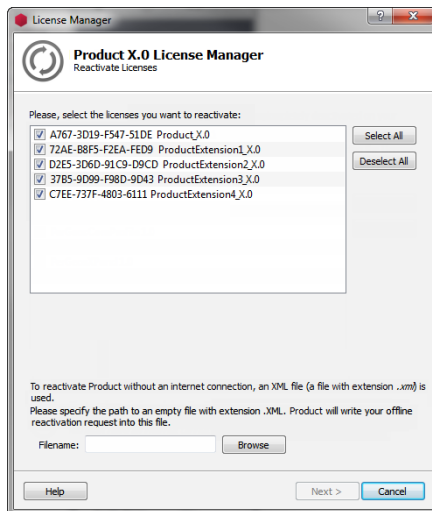 License Manager
?
X
Product X.0 License Manager
Reactivate Licenses
Please, select the licenses you want to reactivate:
A767-3D19-F547-51DE Product_X.0
72AE-B8F5-F2EA-FED9 ProductExtension1_X.0
D2E5-3D6D-91C9-D9CD ProductExtension2_X.0
37B5-9D99-F98D-9D43 ProductExtension3_X.0
C7EE-737F-4803-6111 ProductExtension4_X.0
Select All
Deselect All
To reactivate Product without an internet connection, an XML file (a file with extension .xml) is
used.
Please specify the path to an empty file with extension .XML. Product will write your offline
reactivation request into this file.
Filename:
Browse
Help
Next >
Cancel